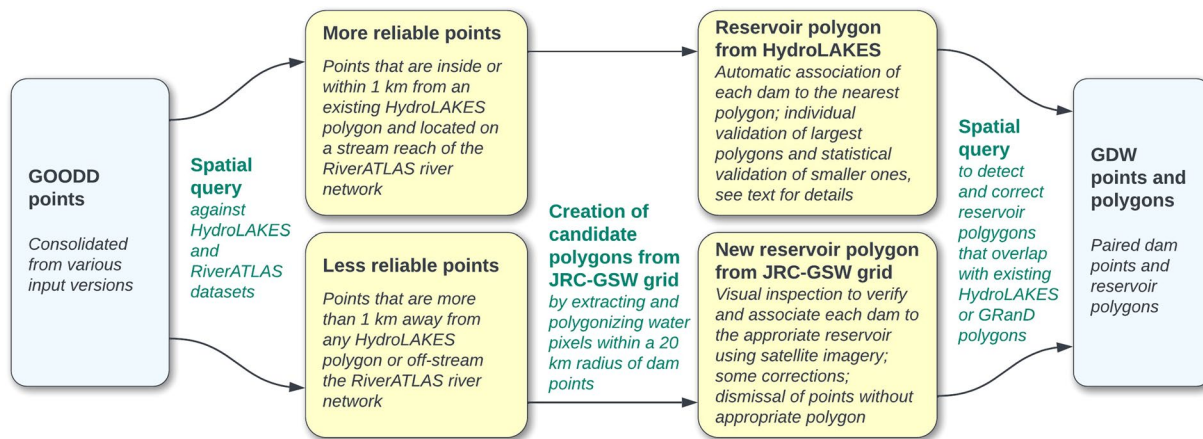 GOODD
points
Consolidated
from various
input versions
Spatial
query
against
HydroLAKES
and
RiverATLAS
datasets
More reliable points
Points that are inside or
within 1 km from an
existing HydroLAKES
polygon and located on
a stream reach of the
RiverATLAS river
network
Less reliable points
Points that are more
than 1 km away from
any HydroLAKES
polygon or off-stream
the RiverATLAS river
network
Creation of
candidate
polygons from
JRC-GSW grid
by extracting and
polygonizing water
pixels within a 20
km radius of dam
points
Reservoir polygon
from HydroLAKES
Automatic association of
each dam to the nearest
polygon; individual
validation of largest
polygons and statistical
validation of smaller ones,
see text for details
New reservoir polygon
from JRC-GSW grid
Visual inspection to verify
and associate each dam to
the approriate reservoir
using satellite imagery;
some corrections;
dismissal of points without
appropriate polygon
Spatial
query
to detect
and correct
reservoir
polgygons
that overlap
with existing
HydroLAKES
or GRanD
polygons
GDW
points and
polygons
Paired dam
points and
reservoir
polygons